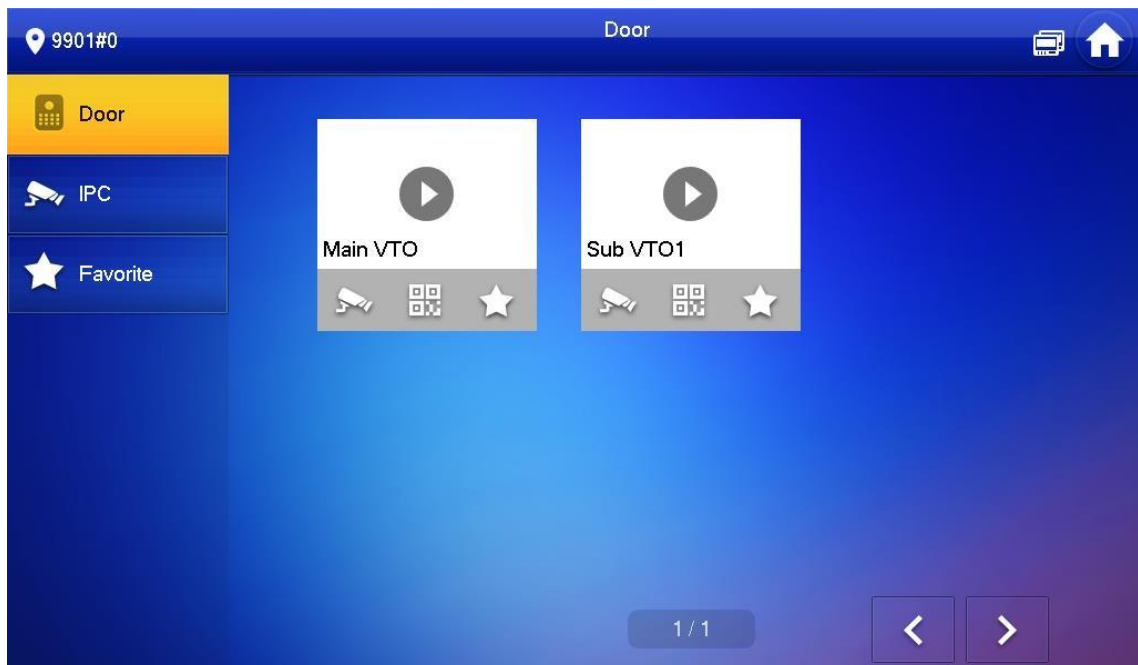 9901#0
Door
Door
IPC
Favorite
Main VTO
Sub VTO1
1/1